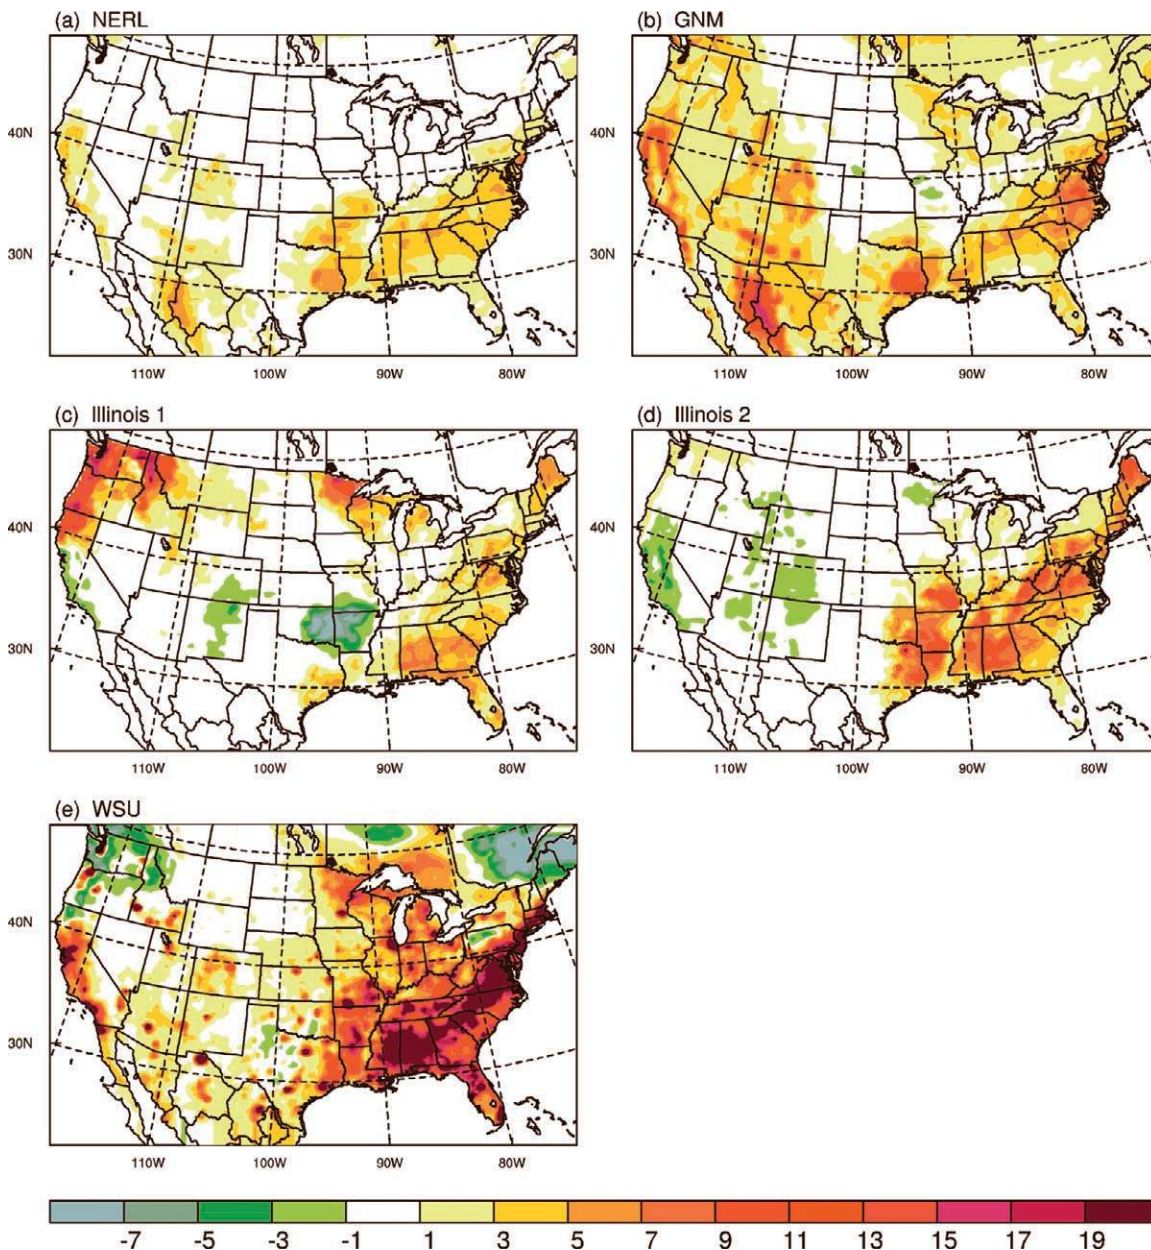 (a) NERL
(b) GNM
40N
40N
30N
30N
110W 100W 90W 80W
110W 100W 90W 80W
(c) Illinois 1
(d) Illinois 2
40N
40N
30N
30N
110W 100W 90W 80W
110W 100W 90W 80W
(e) WSU
40N
30N
110W 100W 90W 80W
-7 -5 -3 -1 1 3 5 7 9 11 13 15 17 19